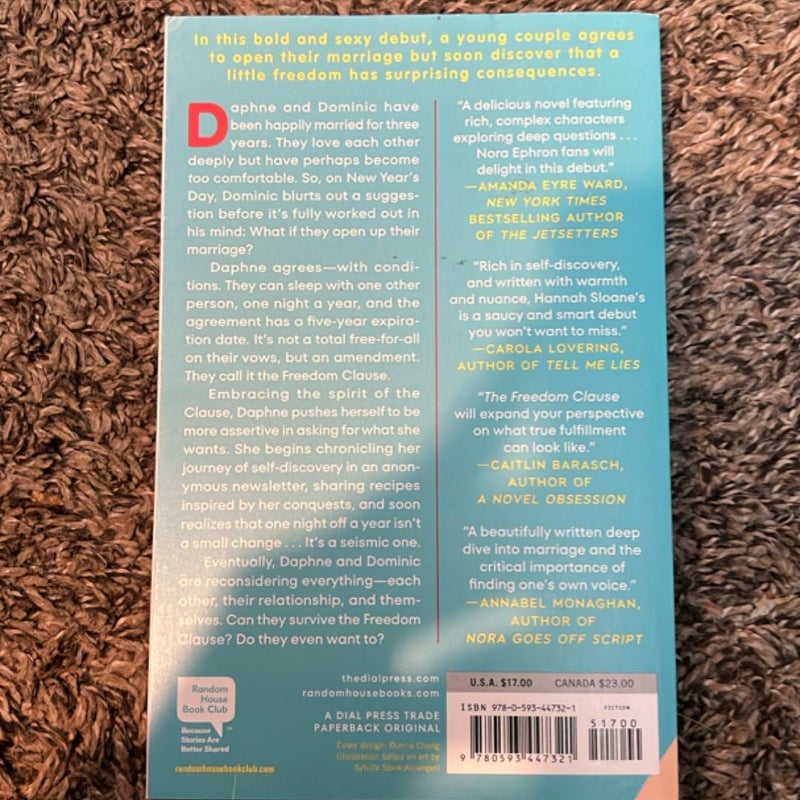 In this bold and sexy debut, a young couple agrees
to open their marriage but soon discover that a
little freedom has surprising consequences.
Daphne and Dominic have
been happily married for three
years. They love each other
deeply but have perhaps become
too comfortable. So, on New Year's
Day, Dominic blurts out a sugges-
tion before it's fully worked out in
his mind: What if they open up their
marriage?
Daphne agrees—with condi-
tions. They can sleep with one other
person, one night a year, and the
agreement has a five-year expira-
tion date. It's not a total free-for-all
on their vows, but an amendment.
They call it the Freedom Clause.
Embracing the spirit of the
Clause, Daphne pushes herself to be
more assertive in asking for what she
wants. She begins chronicling her
journey of self-discovery in an anon-
ymous newsletter, sharing recipes
inspired by her conquests, and soon
realizes that one night off a year isn't
a small change . . . It's a seismic one.
Eventually, Daphne and Dominic
are reconsidering everything—each
other, their relationship, and them-
selves. Can they survive the Freedom
Clause? Do they even want to?
"A delicious novel featuring
rich, complex characters
exploring deep questions . . .
Nora Ephron fans will
delight in this debut."
—AMANDA EYRE WARD,
NEW YORK TIMES
BESTSELLING AUTHOR
OF THE JETSETTERS
"Rich in self-discovery,
and written with warmth
and nuance, Hannah Sloane's
is a saucy and smart debut
you won't want to miss."
—CAROLA LOVERING,
AUTHOR OF TELL ME LIES
"The Freedom Clause
will expand your perspective
on what true fulfillment
can look like."
—CAITLIN BARASCH,
AUTHOR OF
A NOVEL OBSESSION
"A beautifully written deep
dive into marriage and the
critical importance of
finding one's own voice."
—ANNABEL MONAGHAN,
AUTHOR OF
NORA GOES OFF SCRIPT
Random
House
Book Club
Because
Stories Are
Better Shared
™
randomhousebookclub.com
thedialpress.com
randomhousebooks.com
A DIAL PRESS TRADE
PAPERBACK ORIGINAL
Cover design: Donna Cheng
Illustration based on art by
Sybille Sterk/Arcangel
U.S.A. $17.00 CANADA $23.00
ISBN 978-0-593-44732-1
FICTION
51700
9 780593 447321